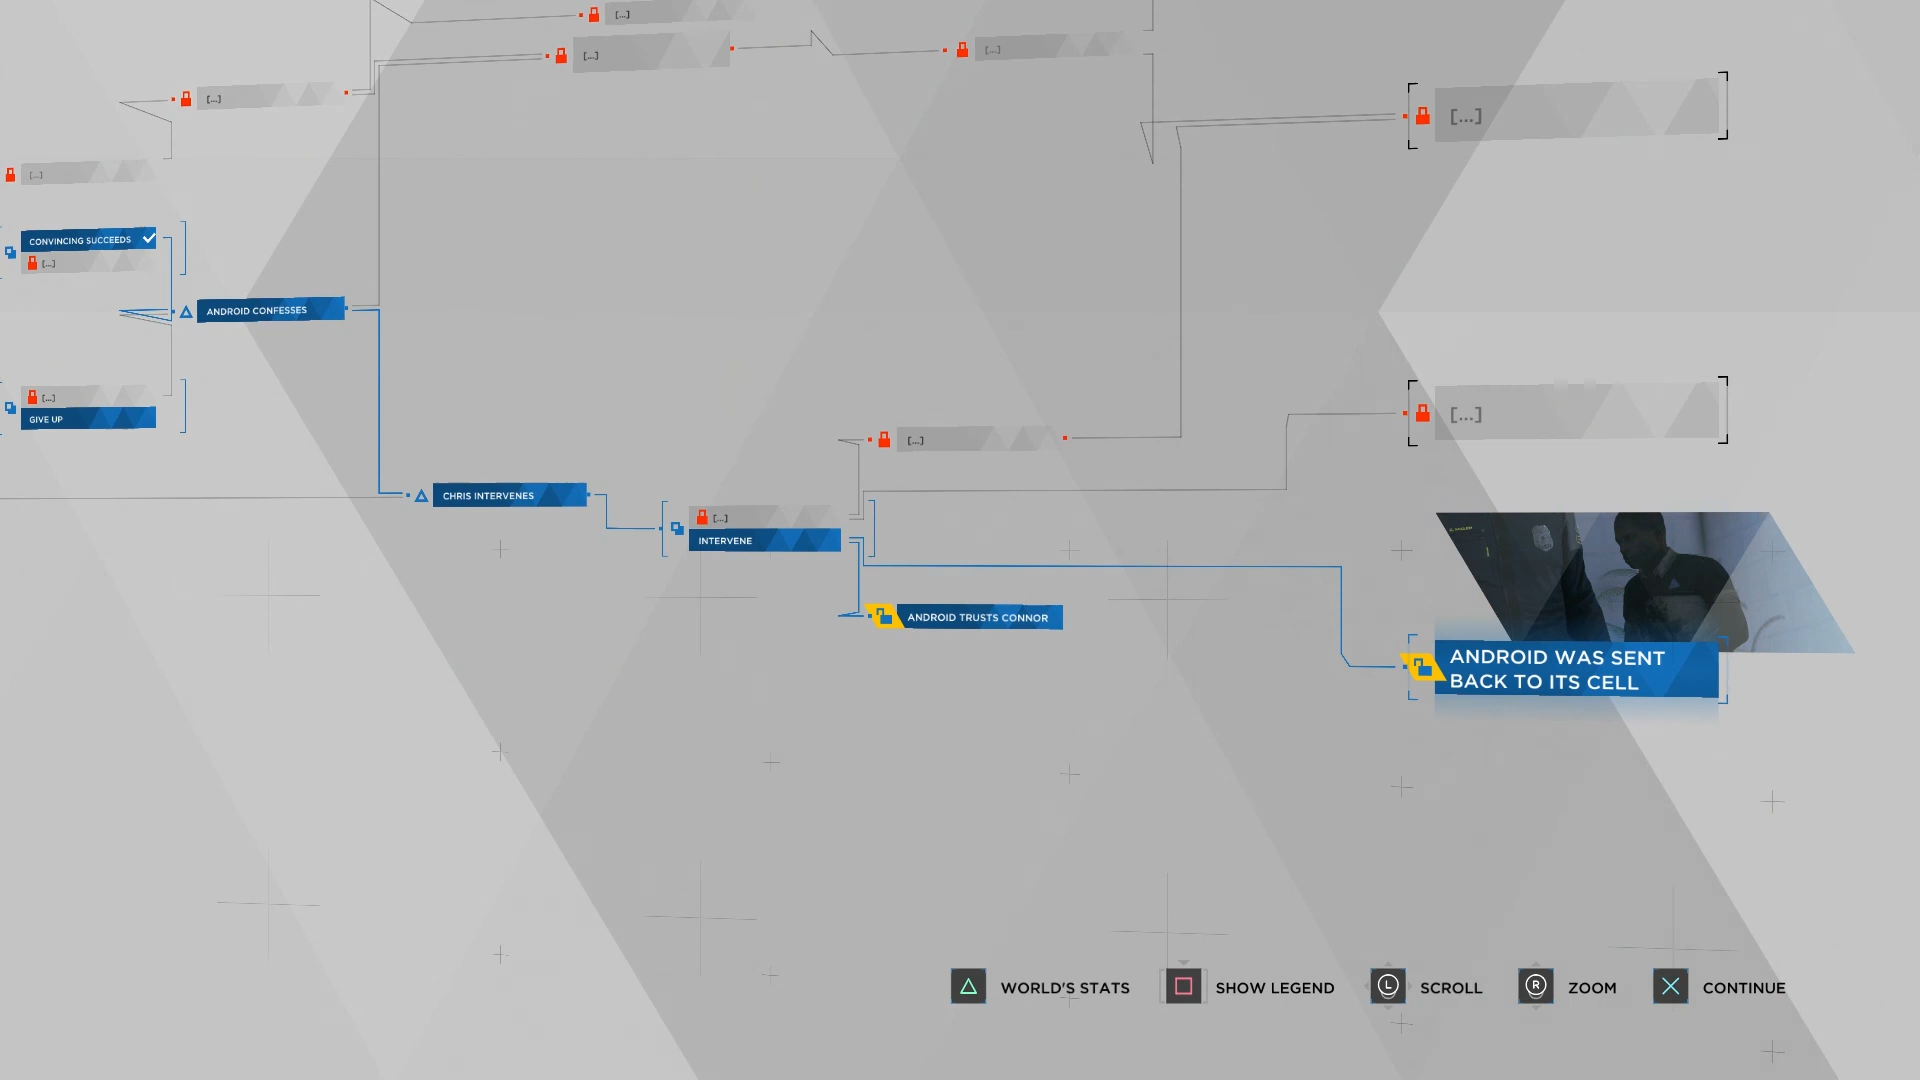 [...]
[...]
[...]
[...]
[...]
[...]
CONVINCING SUCCEEDS
[...]
ANDROID CONFESSES
[...]
GIVE UP
[...]
[...]
CHRIS INTERVENES
[...]
INTERVENE
ANDROID TRUSTS CONNOR
ANDROID WAS SENT
BACK TO ITS CELL
WORLD'S STATS
SHOW LEGEND
L
SCROLL
R
ZOOM
CONTINUE